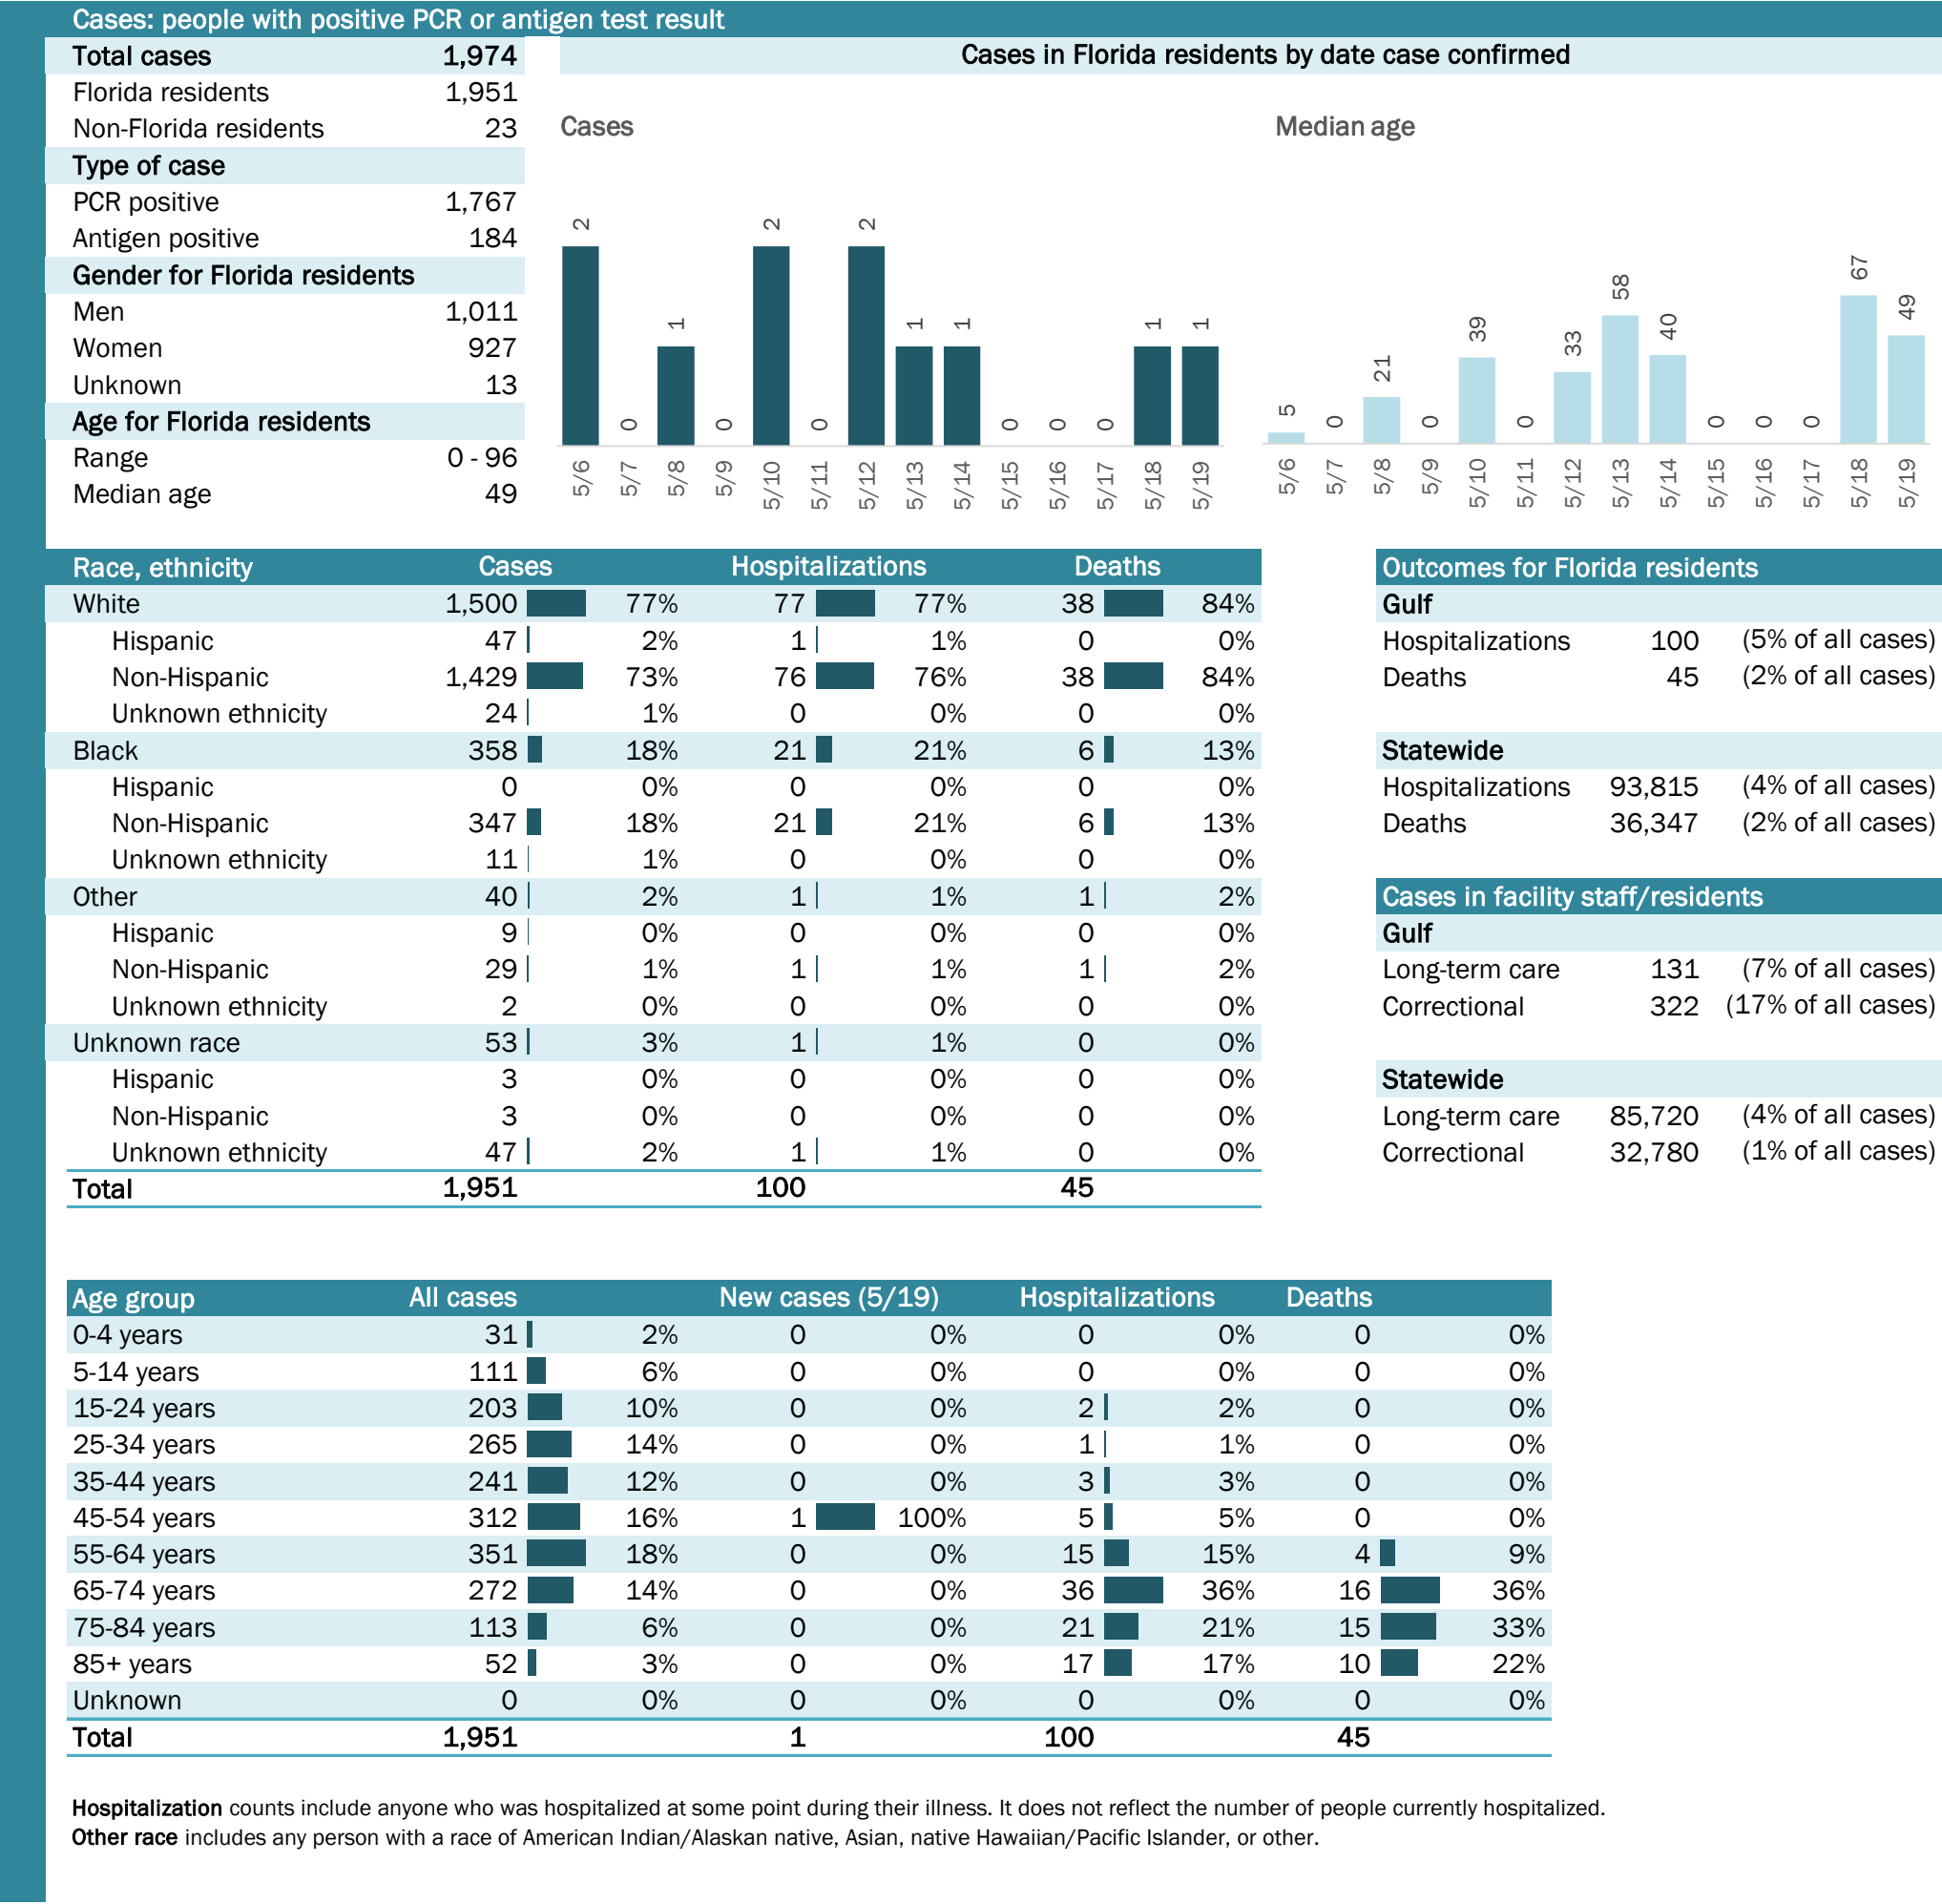 Cases: people with positive PCR or antigen test result
Total cases 1,974
Florida residents 1,951
Non-Florida residents 23
Type of case
PCR positive 1,767
Antigen positive 184
Gender for Florida residents
Men 1,011
Women 927
Unknown 13
Age for Florida residents
Range 0 - 96
Median age 49
Cases in Florida residents by date case confirmed
Cases
2 0 1 0 2 0 2 1 1 0 0 0 1 1
5/6 5/7 5/8 5/9 5/10 5/11 5/12 5/13 5/14 5/15 5/16 5/17 5/18 5/19
Median age
5 0 21 0 39 0 33 58 40 0 0 0 67 49
5/6 5/7 5/8 5/9 5/10 5/11 5/12 5/13 5/14 5/15 5/16 5/17 5/18 5/19
Race, ethnicity Cases Hospitalizations Deaths
White 1,500 77% 77 77% 38 84%
Hispanic 47 2% 1 1% 0 0%
Non-Hispanic 1,429 73% 76 76% 38 84%
Unknown ethnicity 24 1% 0 0% 0 0%
Black 358 18% 21 21% 6 13%
Hispanic 0 0% 0 0% 0 0%
Non-Hispanic 347 18% 21 21% 6 13%
Unknown ethnicity 11 1% 0 0% 0 0%
Other 40 2% 1 1% 1 2%
Hispanic 9 0% 0 0% 0 0%
Non-Hispanic 29 1% 1 1% 1 2%
Unknown ethnicity 2 0% 0 0% 0 0%
Unknown race 53 3% 1 1% 0 0%
Hispanic 3 0% 0 0% 0 0%
Non-Hispanic 3 0% 0 0% 0 0%
Unknown ethnicity 47 2% 1 1% 0 0%
Total 1,951 100 45
Outcomes for Florida residents
Gulf
Hospitalizations 100 (5% of all cases)
Deaths 45 (2% of all cases)
Statewide
Hospitalizations 93,815 (4% of all cases)
Deaths 36,347 (2% of all cases)
Cases in facility staff/residents
Gulf
Long-term care 131 (7% of all cases)
Correctional 322 (17% of all cases)
Statewide
Long-term care 85,720 (4% of all cases)
Correctional 32,780 (1% of all cases)
Age group All cases New cases (5/19) Hospitalizations Deaths
0-4 years 31 2% 0 0% 0 0% 0 0%
5-14 years 111 6% 0 0% 0 0% 0 0%
15-24 years 203 10% 0 0% 2 2% 0 0%
25-34 years 265 14% 0 0% 1 1% 0 0%
35-44 years 241 12% 0 0% 3 3% 0 0%
45-54 years 312 16% 1 100% 5 5% 0 0%
55-64 years 351 18% 0 0% 15 15% 4 9%
65-74 years 272 14% 0 0% 36 36% 16 36%
75-84 years 113 6% 0 0% 21 21% 15 33%
85+ years 52 3% 0 0% 17 17% 10 22%
Unknown 0 0% 0 0% 0 0% 0 0%
Total 1,951 1 100 45
Hospitalization counts include anyone who was hospitalized at some point during their illness. It does not reflect the number of people currently hospitalized.
Other race includes any person with a race of American Indian/Alaskan native, Asian, native Hawaiian/Pacific Islander, or other.